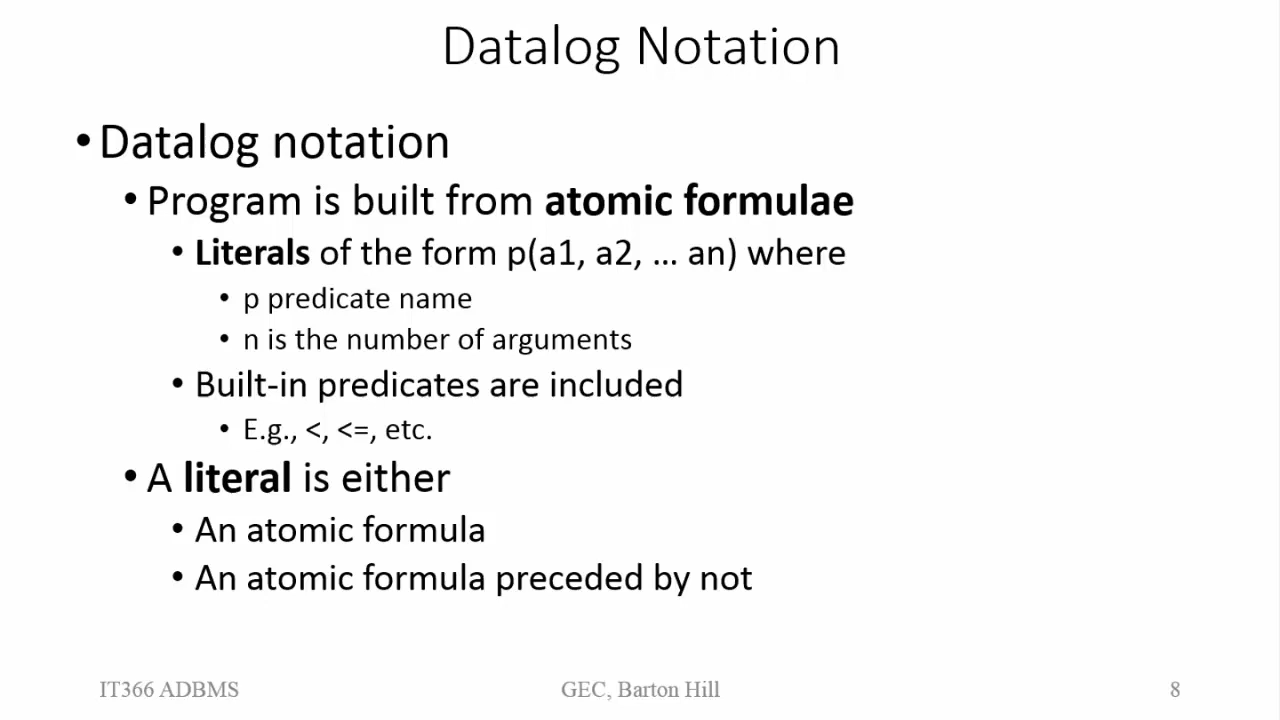 Datalog Notation
• Datalog notation
• Program is built from atomic formulae
• Literals of the form p(a1, a2, … an) where
• p predicate name
• n is the number of arguments
• Built-in predicates are included
• E.g., <, <=, etc.
• A literal is either
• An atomic formula
• An atomic formula preceded by not
IT366 ADBMS
GEC, Barton Hill
8